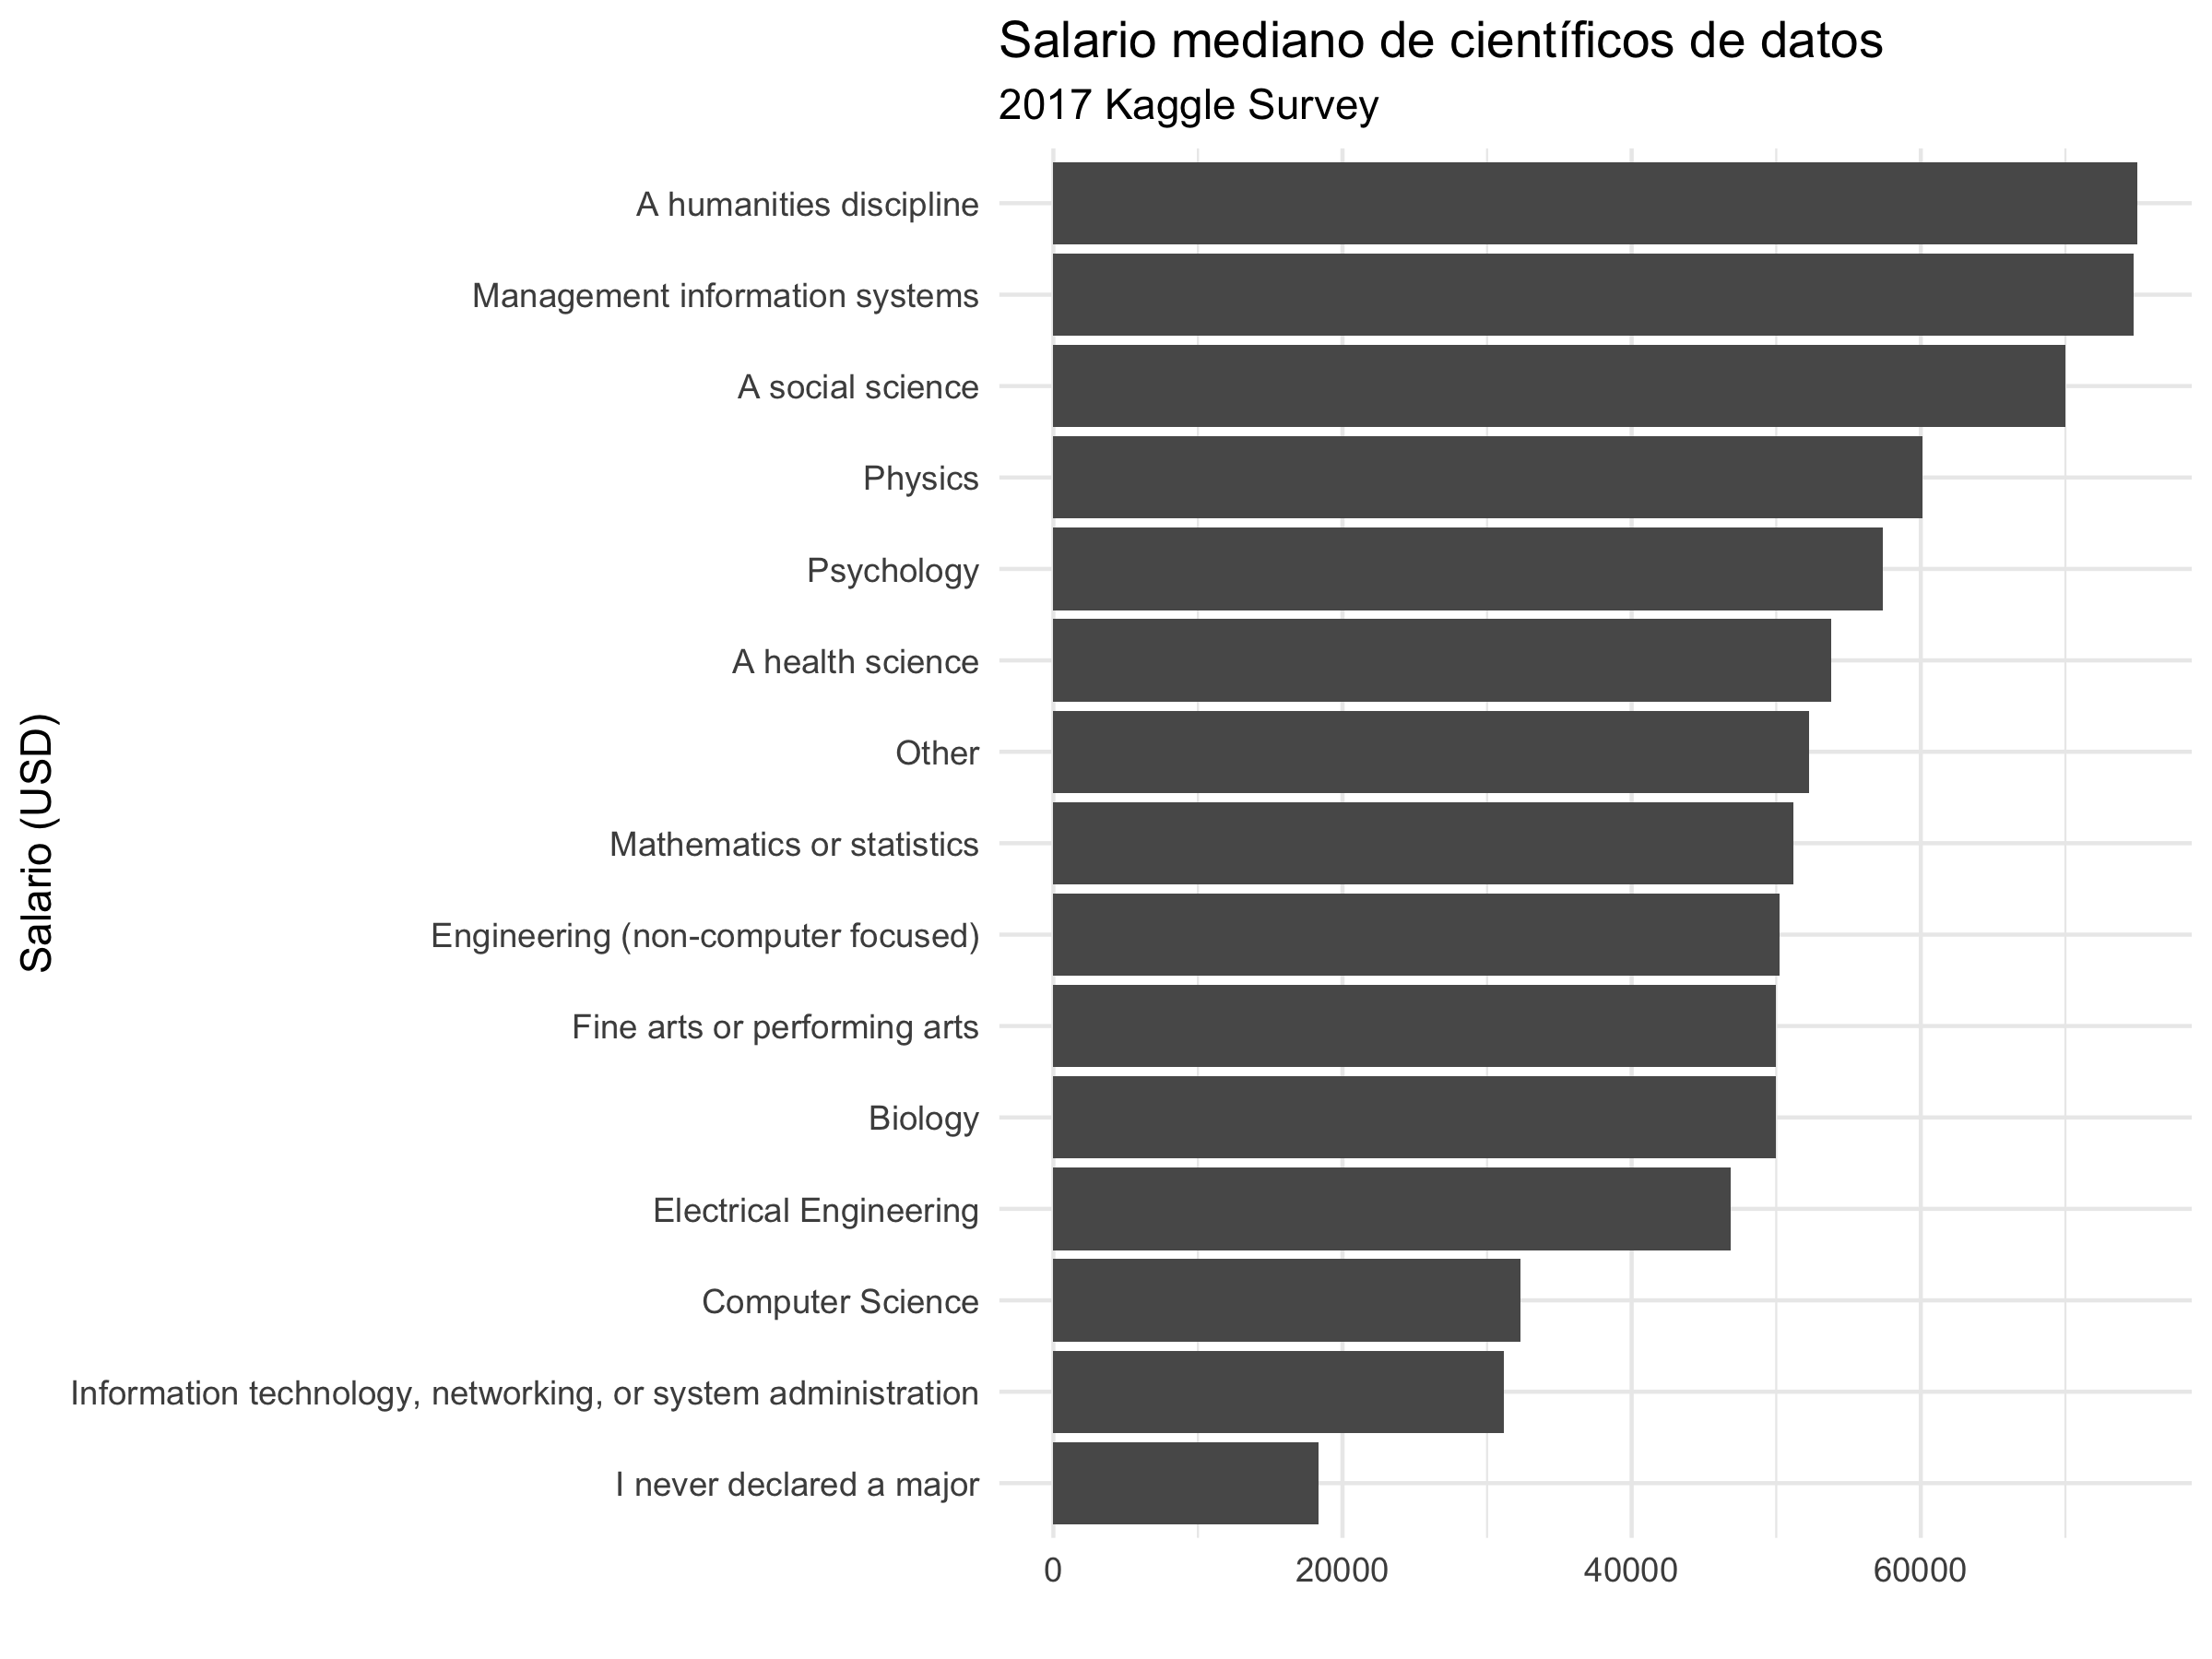 Salario mediano de científicos de datos
2017 Kaggle Survey
Salario (USD)
A humanities discipline
Management information systems
A social science
Physics
Psychology
A health science
Other
Mathematics or statistics
Engineering (non-computer focused)
Fine arts or performing arts
Biology
Electrical Engineering
Computer Science
Information technology, networking, or system administration
I never declared a major
0 20000 40000 60000